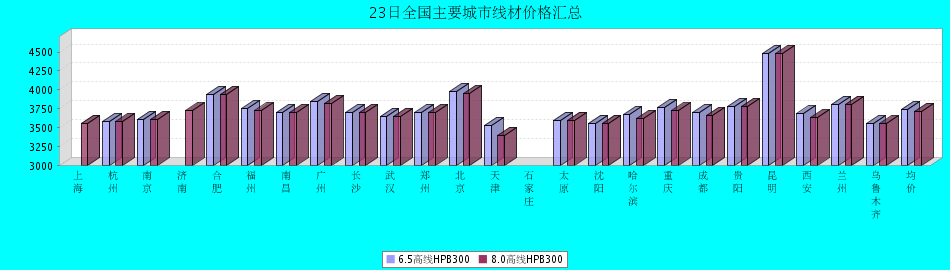 23日全国主要城市线材价格汇总
4500
4250
4000
3750
3500
3250
3000
上海
杭州
南京
济南
合肥
福州
南昌
广州
长沙
武汉
郑州
北京
天津
石家庄
太原
沈阳
哈尔滨
重庆
成都
贵阳
昆明
西安
兰州
乌鲁木齐
均价
6.5高线HPB300 8.0高线HPB300